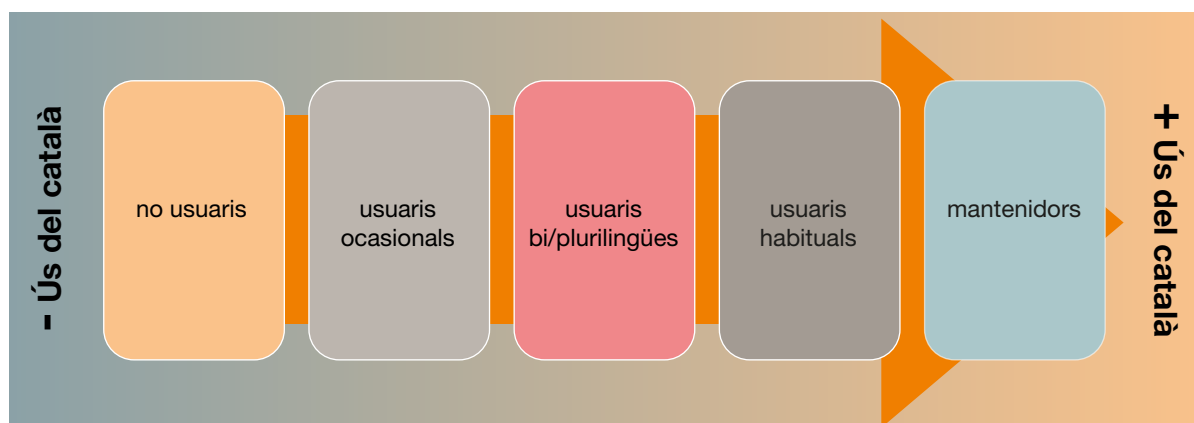 - Ús del català
no usuaris
usuaris
ocasionals
usuaris
bi/plurilingües
usuaris
habituals
mantenidors
+ Ús del català